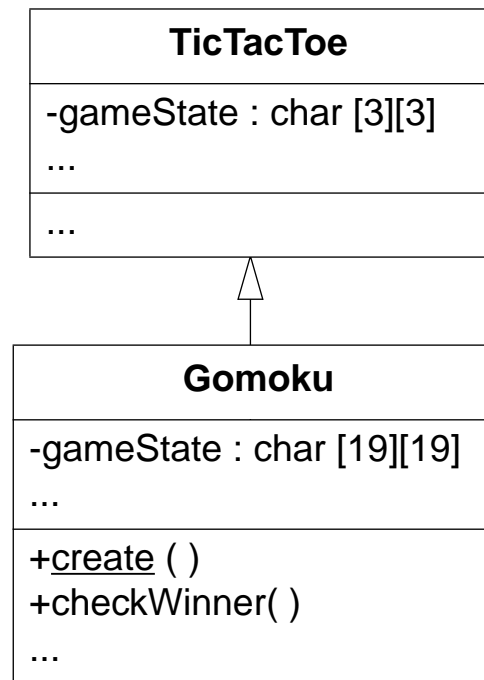 TicTacToe
-gameState : char [3][3]
...
...
Gomoku
-gameState : char [19][19]
...
+create ( )
+checkWinner( )
...